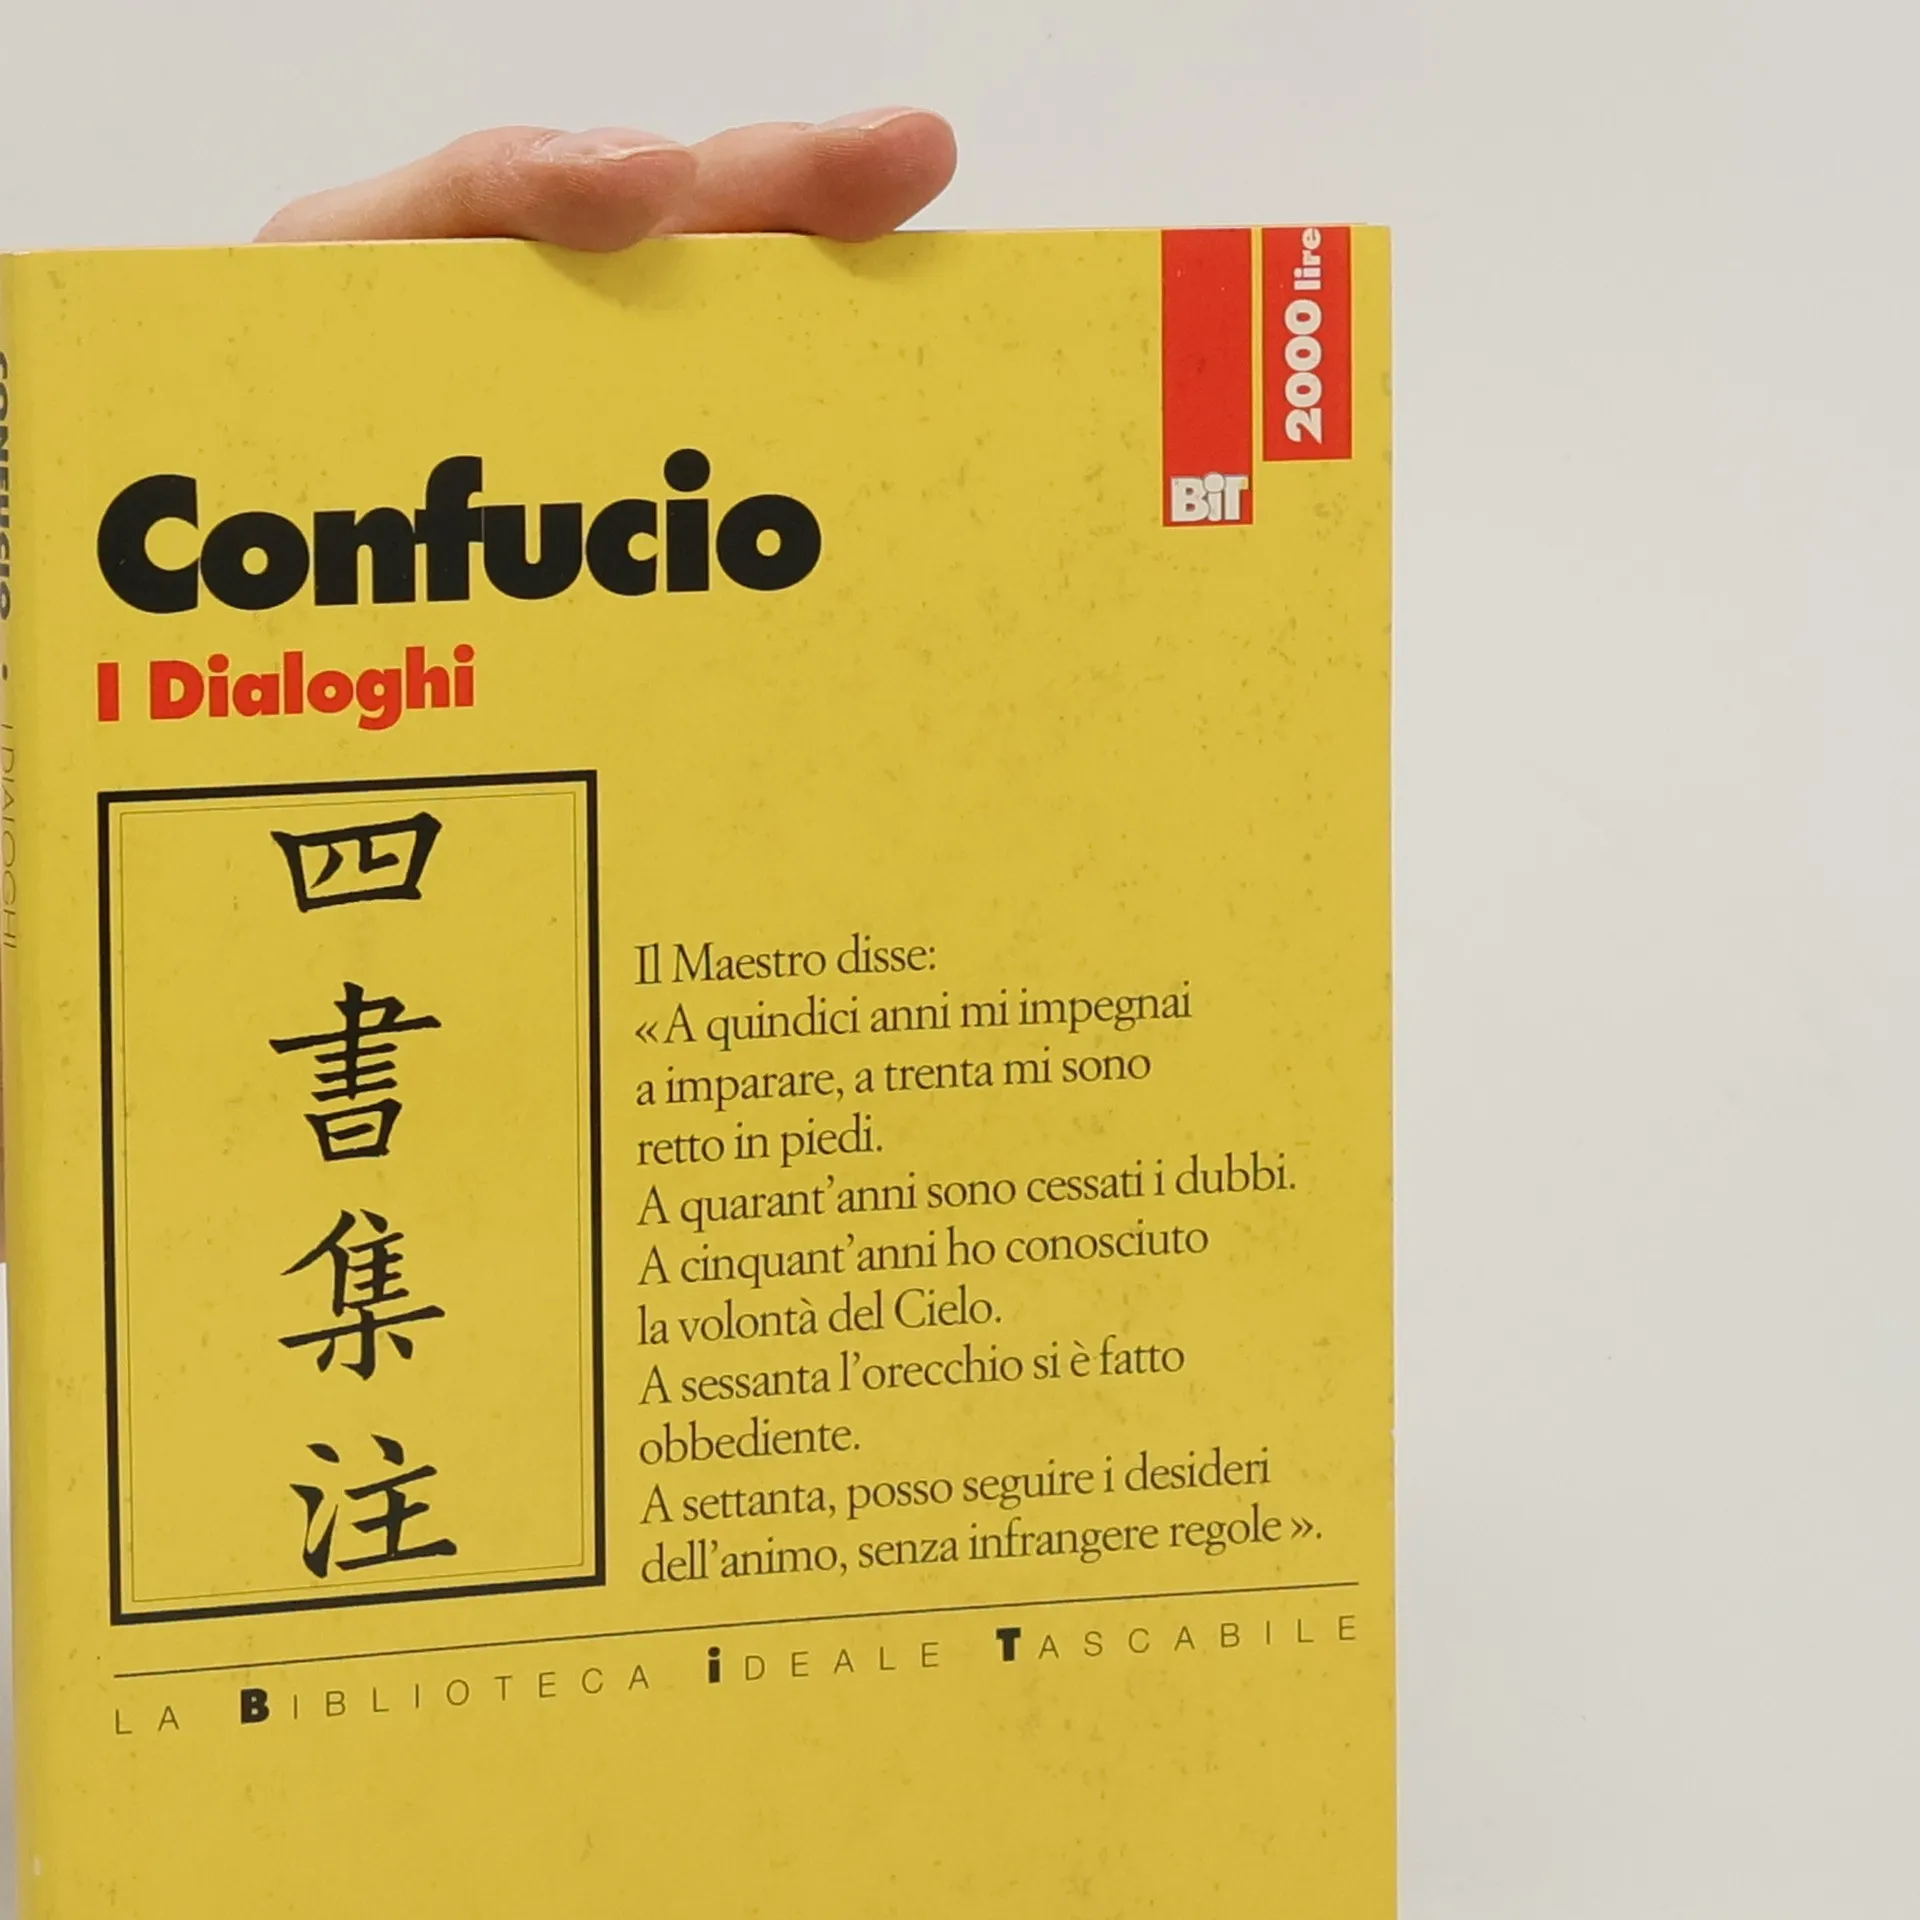 2000 lire
BiT
Confucio
I Dialoghi
四
書
集
注
Il Maestro disse:
«A quindici anni mi impegnai
a imparare, a trenta mi sono
retto in piedi.
A quarant’anni sono cessati i dubbi.
A cinquant’anni ho conosciuto
la volontà del Cielo.
A sessanta l’orecchio si è fatto
obbediente.
A settanta, posso seguire i desideri
dell’animo, senza infrangere regole».
LA BIBLIOTECA iDEALE TASCABILE
CONFUCIO • I DIALOGHI